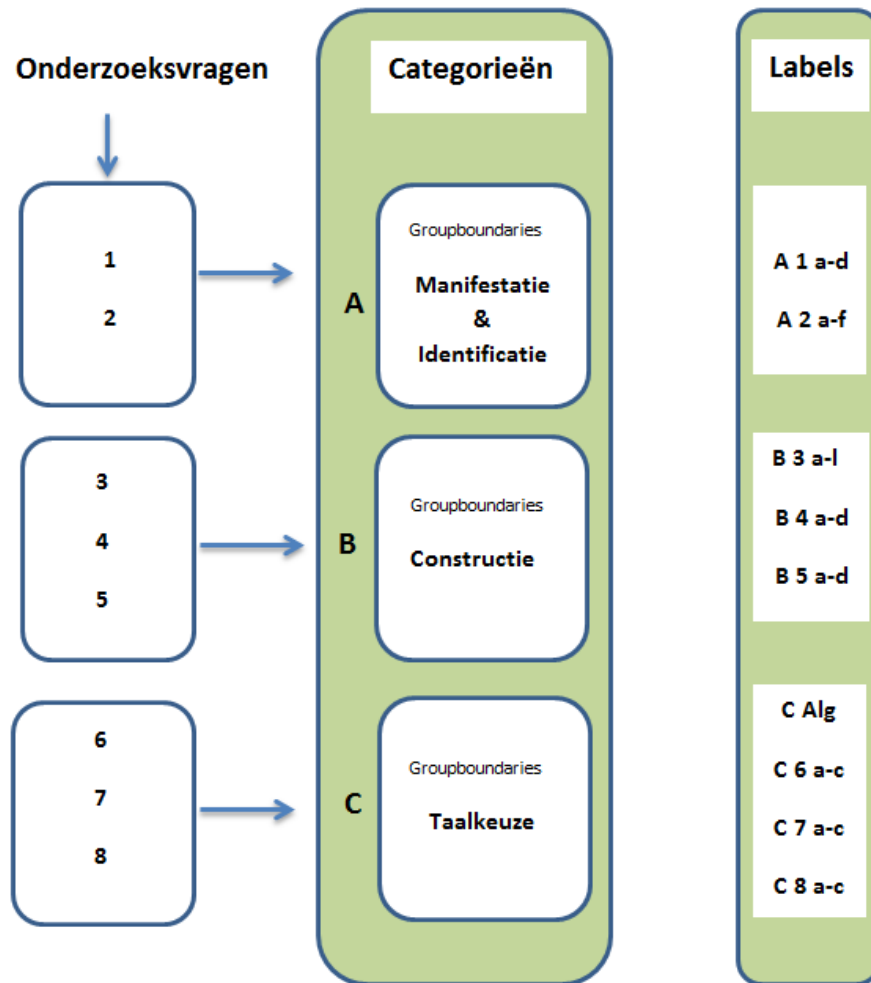 Onderzoeksvragen
Categorieën
Labels
1
2
A
Groupboundaries
Manifestatie
&
Identificatie
A 1 a-d
A 2 a-f
3
4
5
B
Groupboundaries
Constructie
B 3 a-l
B 4 a-d
B 5 a-d
6
7
8
C
Groupboundaries
Taalkeuze
C Alg
C 6 a-c
C 7 a-c
C 8 a-c